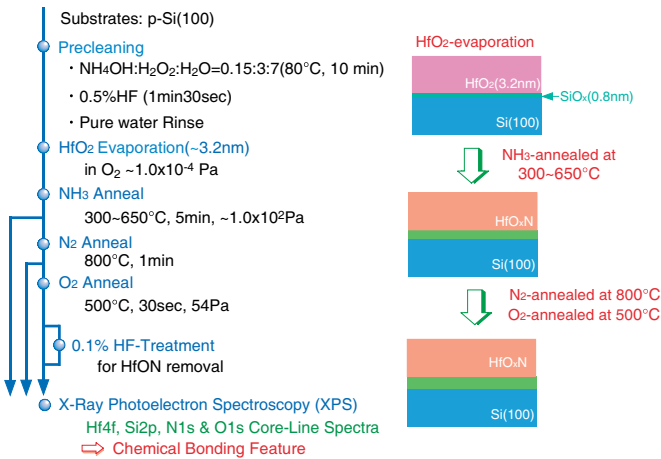 Substrates: p-Si(100)
Precleaning
・NH4OH:H2O2:H2O=0.15:3:7(80°C, 10 min)
・0.5%HF (1min30sec)
・Pure water Rinse
HfO2 Evaporation(~3.2nm)
in O2 ~1.0x10-4 Pa
NH3 Anneal
300~650°C, 5min, ~1.0x102Pa
N2 Anneal
800°C, 1min
O2 Anneal
500°C, 30sec, 54Pa
0.1% HF-Treatment
for HfON removal
X-Ray Photoelectron Spectroscopy (XPS)
Hf4f, Si2p, N1s & O1s Core-Line Spectra
Chemical Bonding Feature
HfO2-evaporation
HfO2(3.2nm)
SiOx(0.8nm)
Si(100)
NH3-annealed at
300~650°C
HfOxN
Si(100)
N2-annealed at 800°C
O2-annealed at 500°C
HfOxN
Si(100)